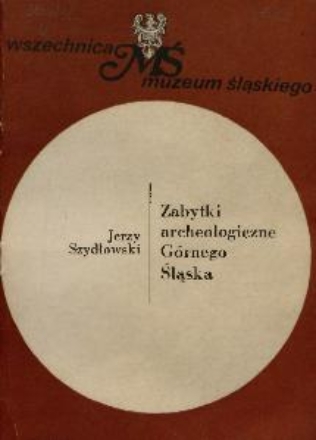 wszechnica
MŚ
muzeum śląskiego
Jerzy
Szydłowski
Zabytki
archeologiczne
Górnego
Śląska